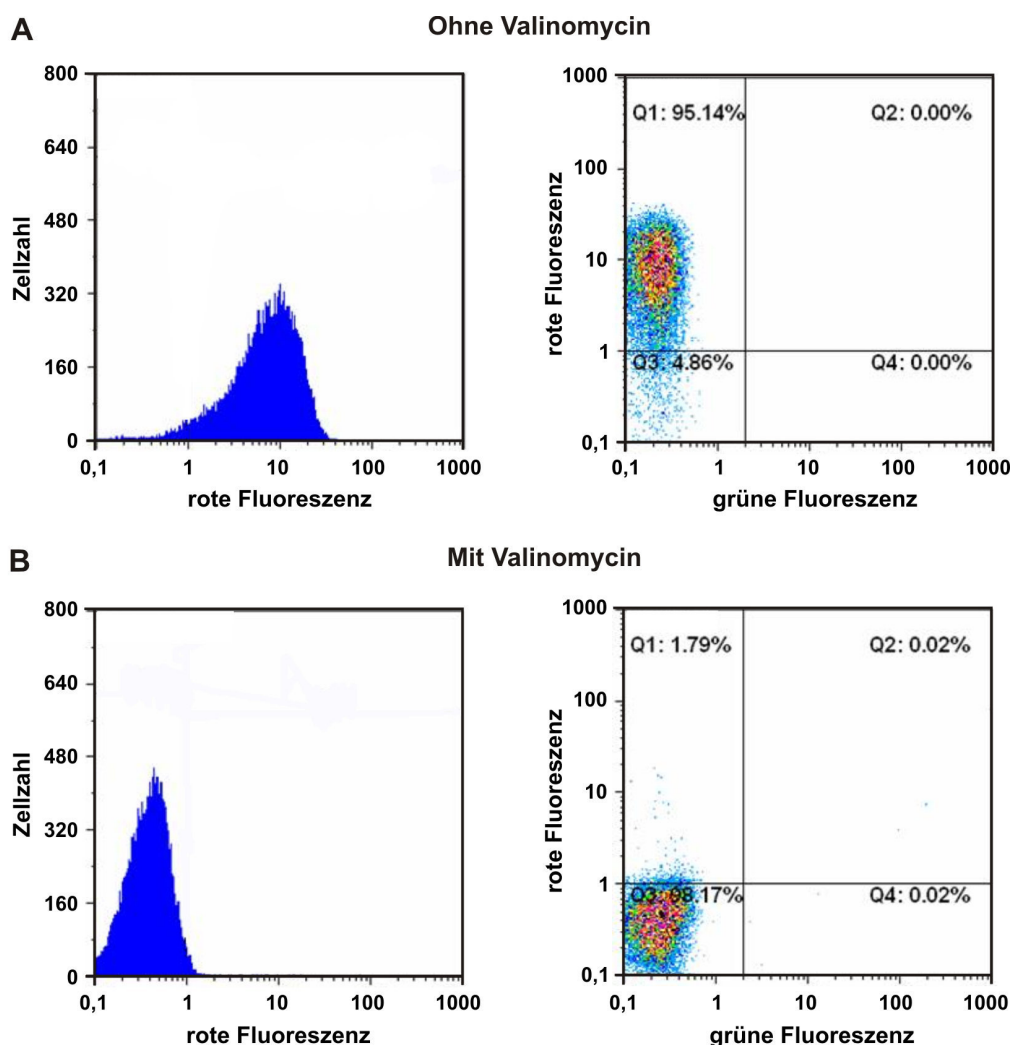 A
Ohne Valinomycin
800
640
480
320
160
0
Zellzahl
0,1 1 10 100 1000
rote Fluoreszenz
1000
100
10
1
0,1
rote Fluoreszenz
Q1: 95.14% Q2: 0.00%
Q3: 4.86% Q4: 0.00%
0,1 1 10 100 1000
grüne Fluoreszenz
B
Mit Valinomycin
800
640
480
320
160
0
Zellzahl
0,1 1 10 100 1000
rote Fluoreszenz
1000
100
10
1
0,1
rote Fluoreszenz
Q1: 1.79% Q2: 0.02%
Q3: 98.17% Q4: 0.02%
0,1 1 10 100 1000
grüne Fluoreszenz